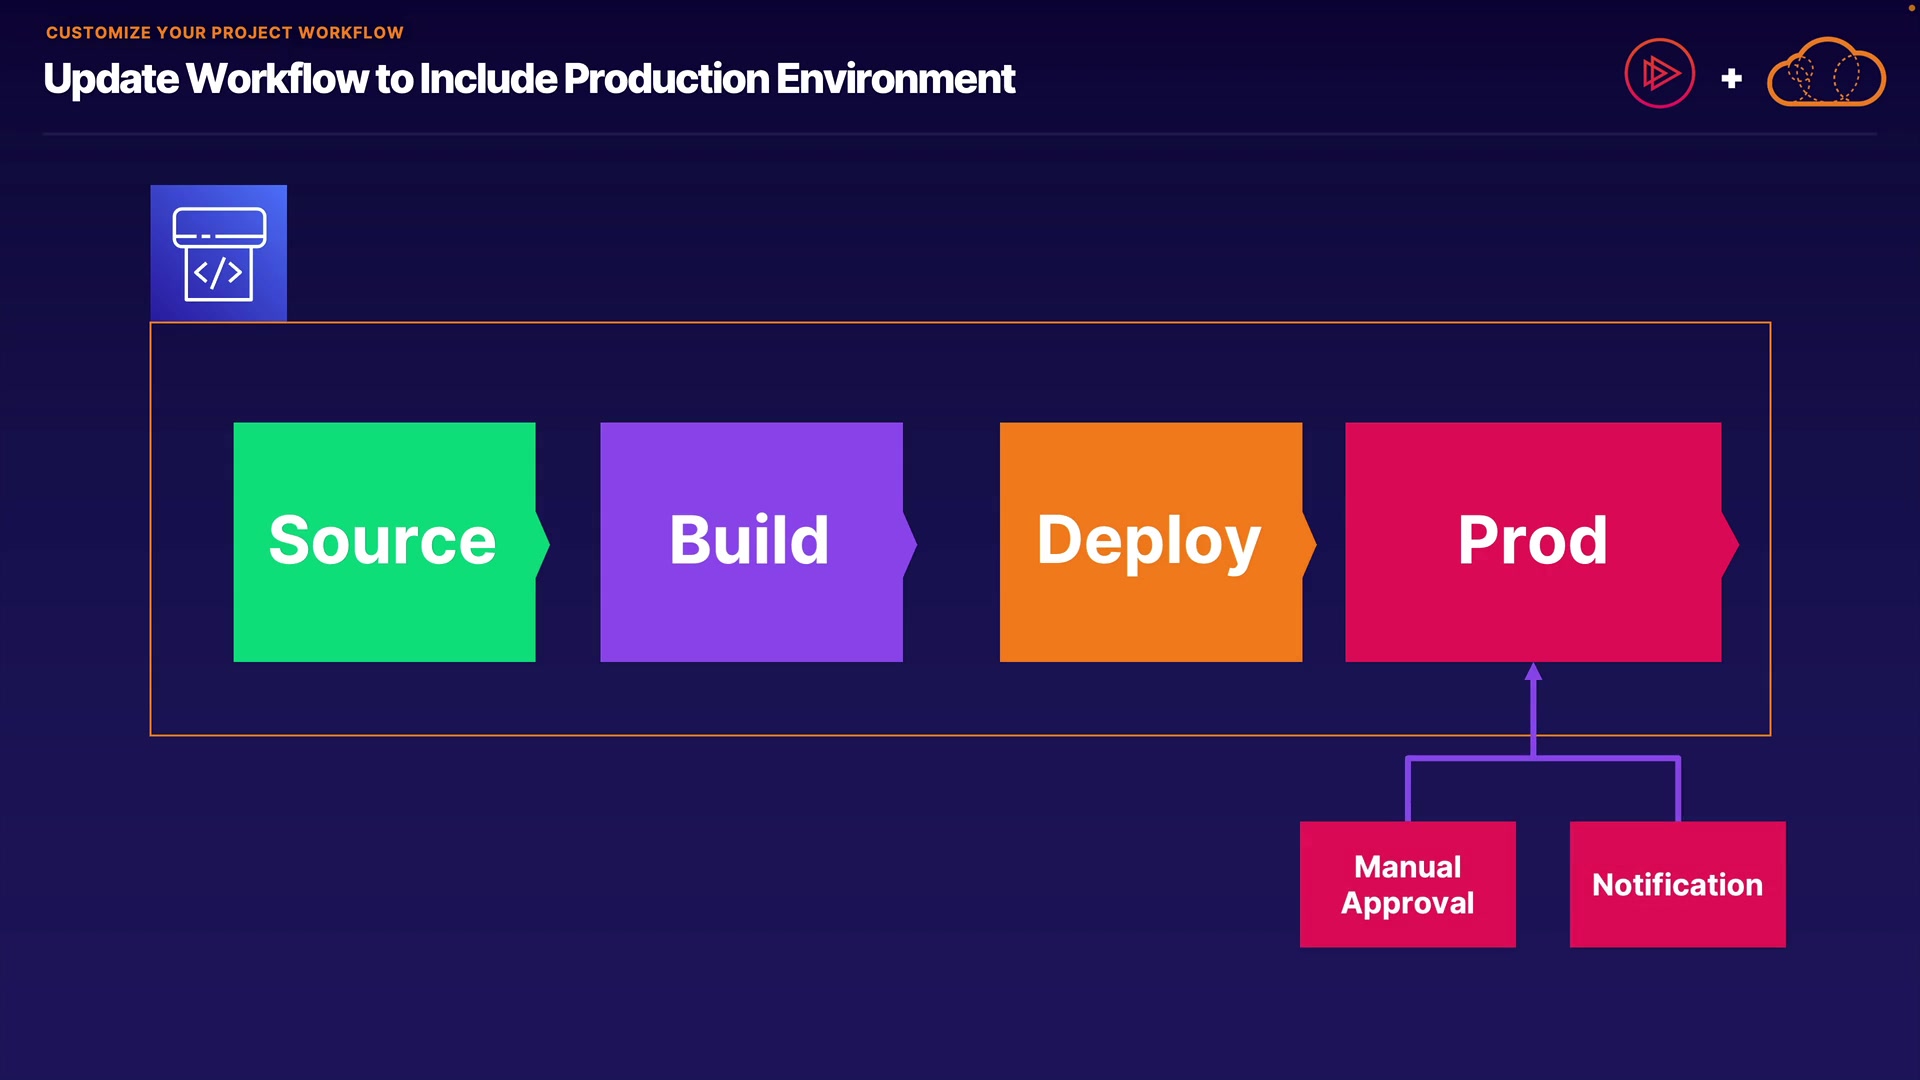 CUSTOMIZE YOUR PROJECT WORKFLOW
Update Workflow to Include Production Environment
+
</>
Source
Build
Deploy
Prod
Manual
Approval
Notification